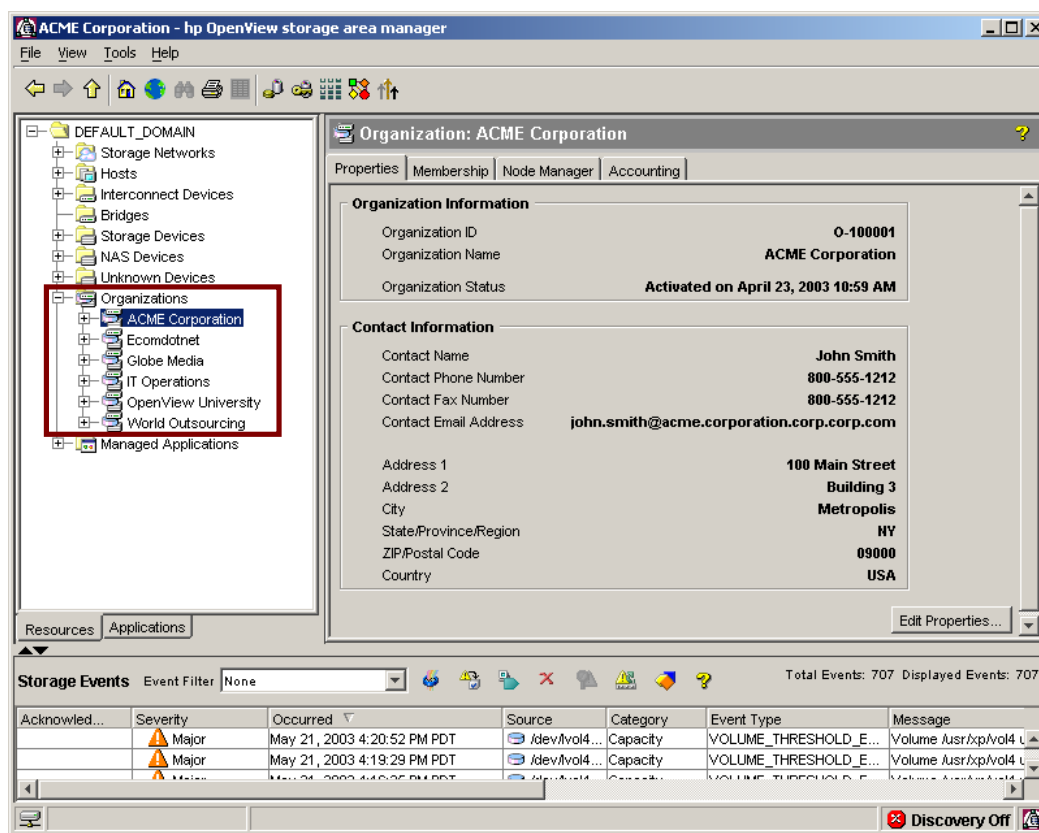 ACME Corporation - hp OpenView storage area manager
File View Tools Help
DEFAULT_DOMAIN
Storage Networks
Hosts
Interconnect Devices
Bridges
Storage Devices
NAS Devices
Unknown Devices
Organizations
ACME Corporation
Ecomdotnet
Globe Media
IT Operations
OpenView University
World Outsourcing
Managed Applications
Resources Applications
Organization: ACME Corporation
Properties Membership Node Manager Accounting
Organization Information
Organization ID O-100001
Organization Name ACME Corporation
Organization Status Activated on April 23, 2003 10:59 AM
Contact Information
Contact Name John Smith
Contact Phone Number 800-555-1212
Contact Fax Number 800-555-1212
Contact Email Address john.smith@acme.corporation.corp.corp.com
Address 1 100 Main Street
Address 2 Building 3
City Metropolis
State/Province/Region NY
ZIP/Postal Code 09000
Country USA
Edit Properties...
Storage Events Event Filter None Total Events: 707 Displayed Events: 707
Acknowled... Severity Occurred Source Category Event Type Message
Major May 21, 2003 4:20:52 PM PDT /dev/lvol4... Capacity VOLUME_THRESHOLD_E... Volume /usr/xp/vol4 u
Major May 21, 2003 4:19:29 PM PDT /dev/lvol4... Capacity VOLUME_THRESHOLD_E... Volume /usr/xp/vol4 u
Discovery Off